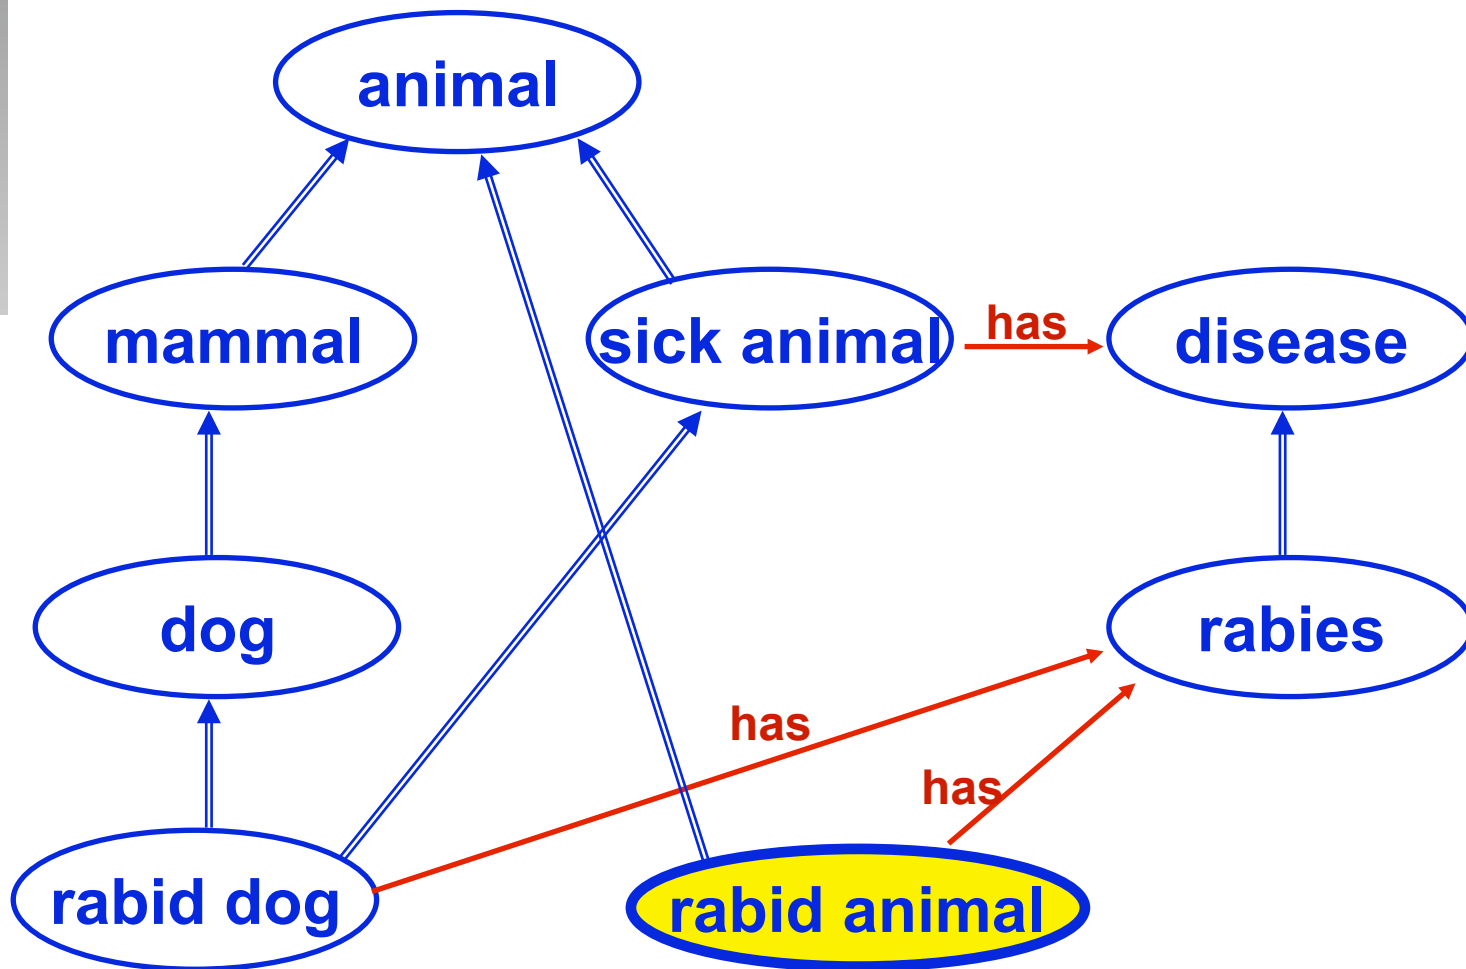 animal
mammal
sick animal
has
disease
dog
rabies
has
has
rabid dog
rabid animal